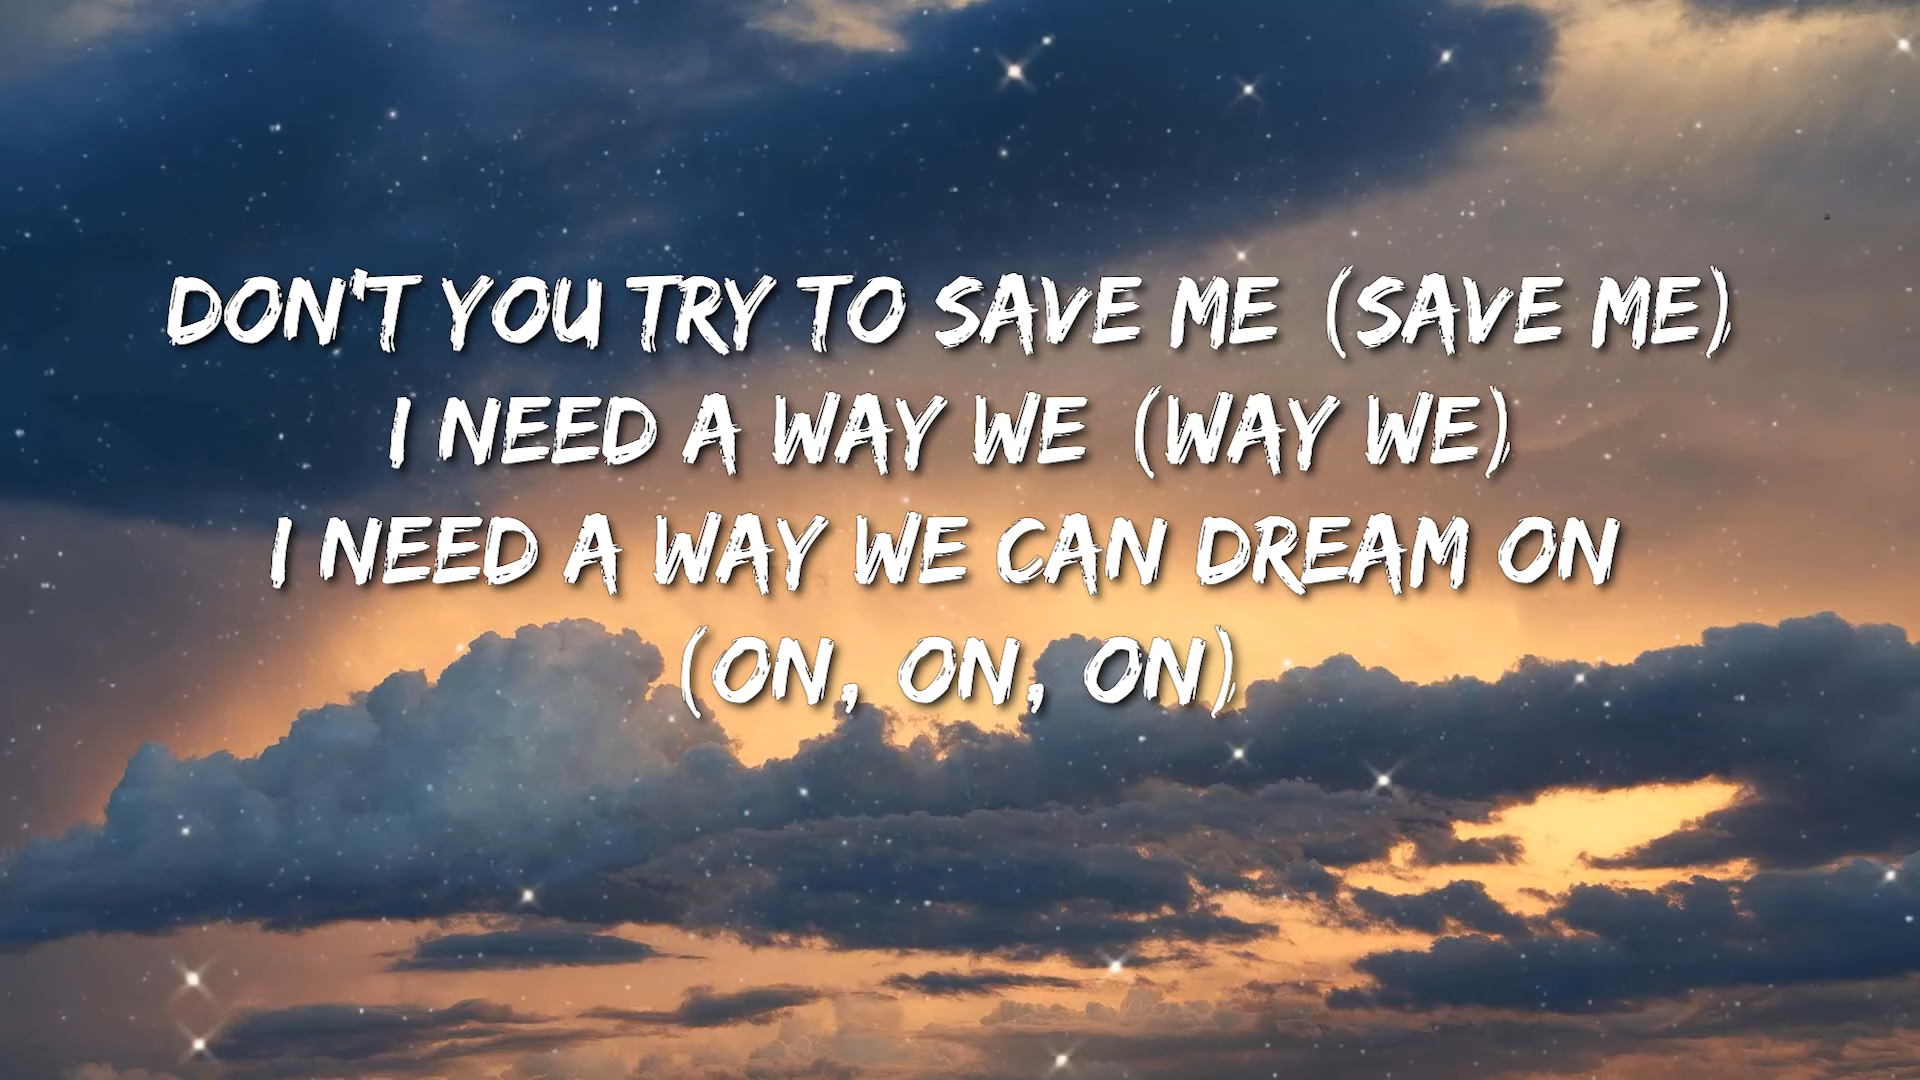 DON'T YOU TRY TO SAVE ME (SAVE ME)
I NEED A WAY WE (WAY WE)
I NEED A WAY WE CAN DREAM ON
(ON, ON, ON)